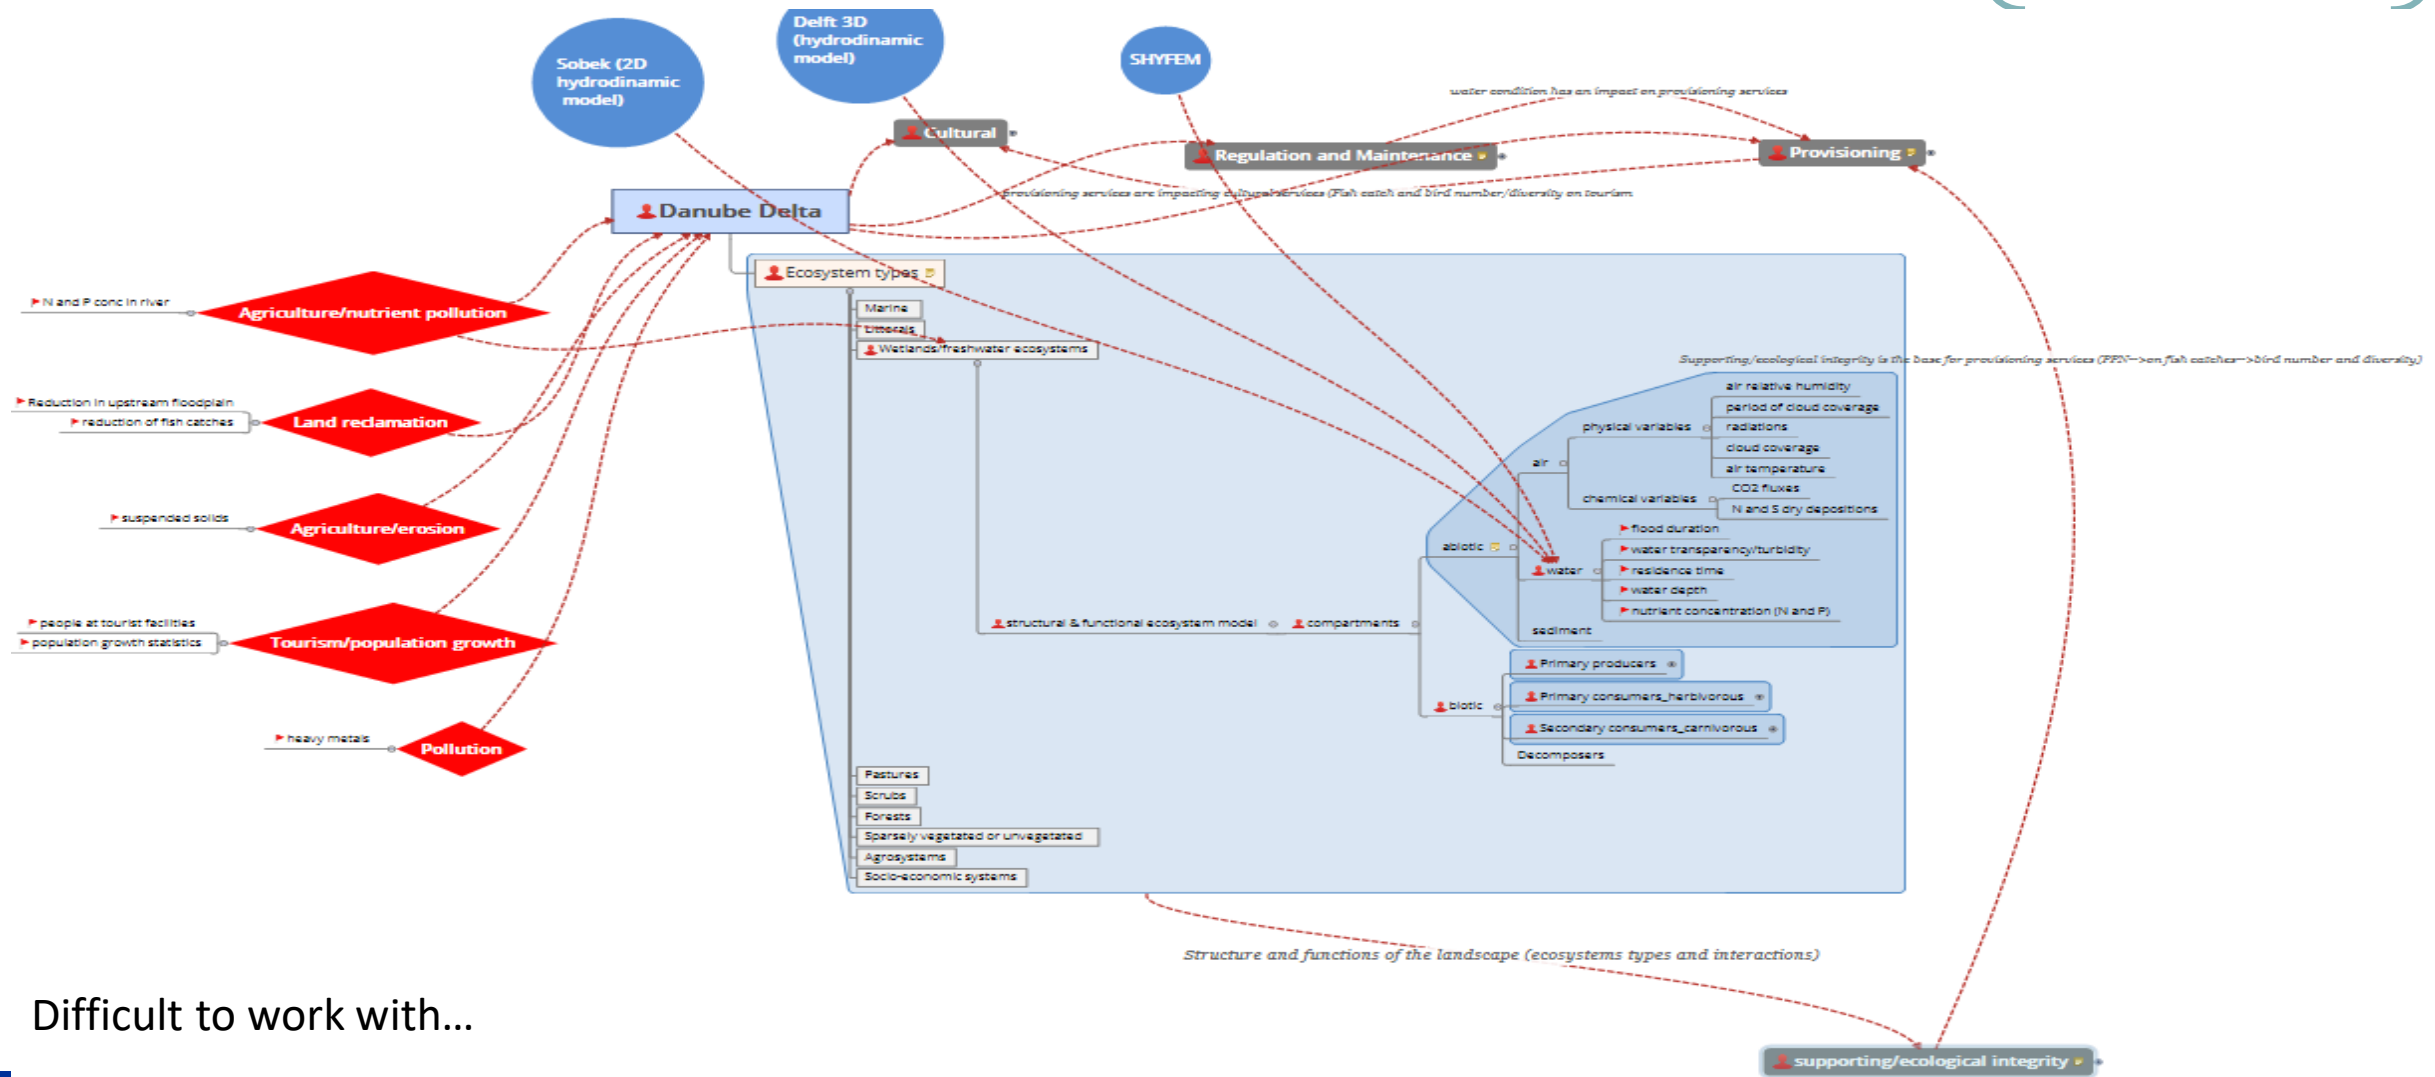 Delft 3D
(hydrodinamic
model)
Sobek (2D
hydrodinamic
model)
SHYFEM
water condition has an impact on provisioning services
Cultural
Regulation and Maintenance
Provisioning
provisioning services are impacting cultural services (Fish catch and bird number/diversity on tourism
Danube Delta
Ecosystem types
Marine
Littorals
Wetlands/freshwater ecosystems
N and P conc in river
Agriculture/nutrient pollution
Supporting/ecological integrity is the base for provisioning services (PPN-->on fish catches-->bird number and diversity)
Reduction in upstream floodplain
reduction of fish catches
Land reclamation
air relative humidity
period of cloud coverage
physical variables
radiations
cloud coverage
air temperature
air
chemical variables
CO2 fluxes
N and S dry depositions
suspended solids
Agriculture/erosion
abiotic
water
flood duration
water transparency/turbidity
residence time
water depth
nutrient concentration (N and P)
sediment
structural & functional ecosystem model
compartments
people at tourist facilities
population growth statistics
Tourism/population growth
biotic
Primary producers
Primary consumers_herbivorous
Secondary consumers_carnivorous
Decomposers
heavy metals
Pollution
Pastures
Scrubs
Forests
Sparsely vegetated or unvegetated
Agrosystems
Socio-economic systems
Structure and functions of the landscape (ecosystems types and interactions)
Difficult to work with...
supporting/ecological integrity